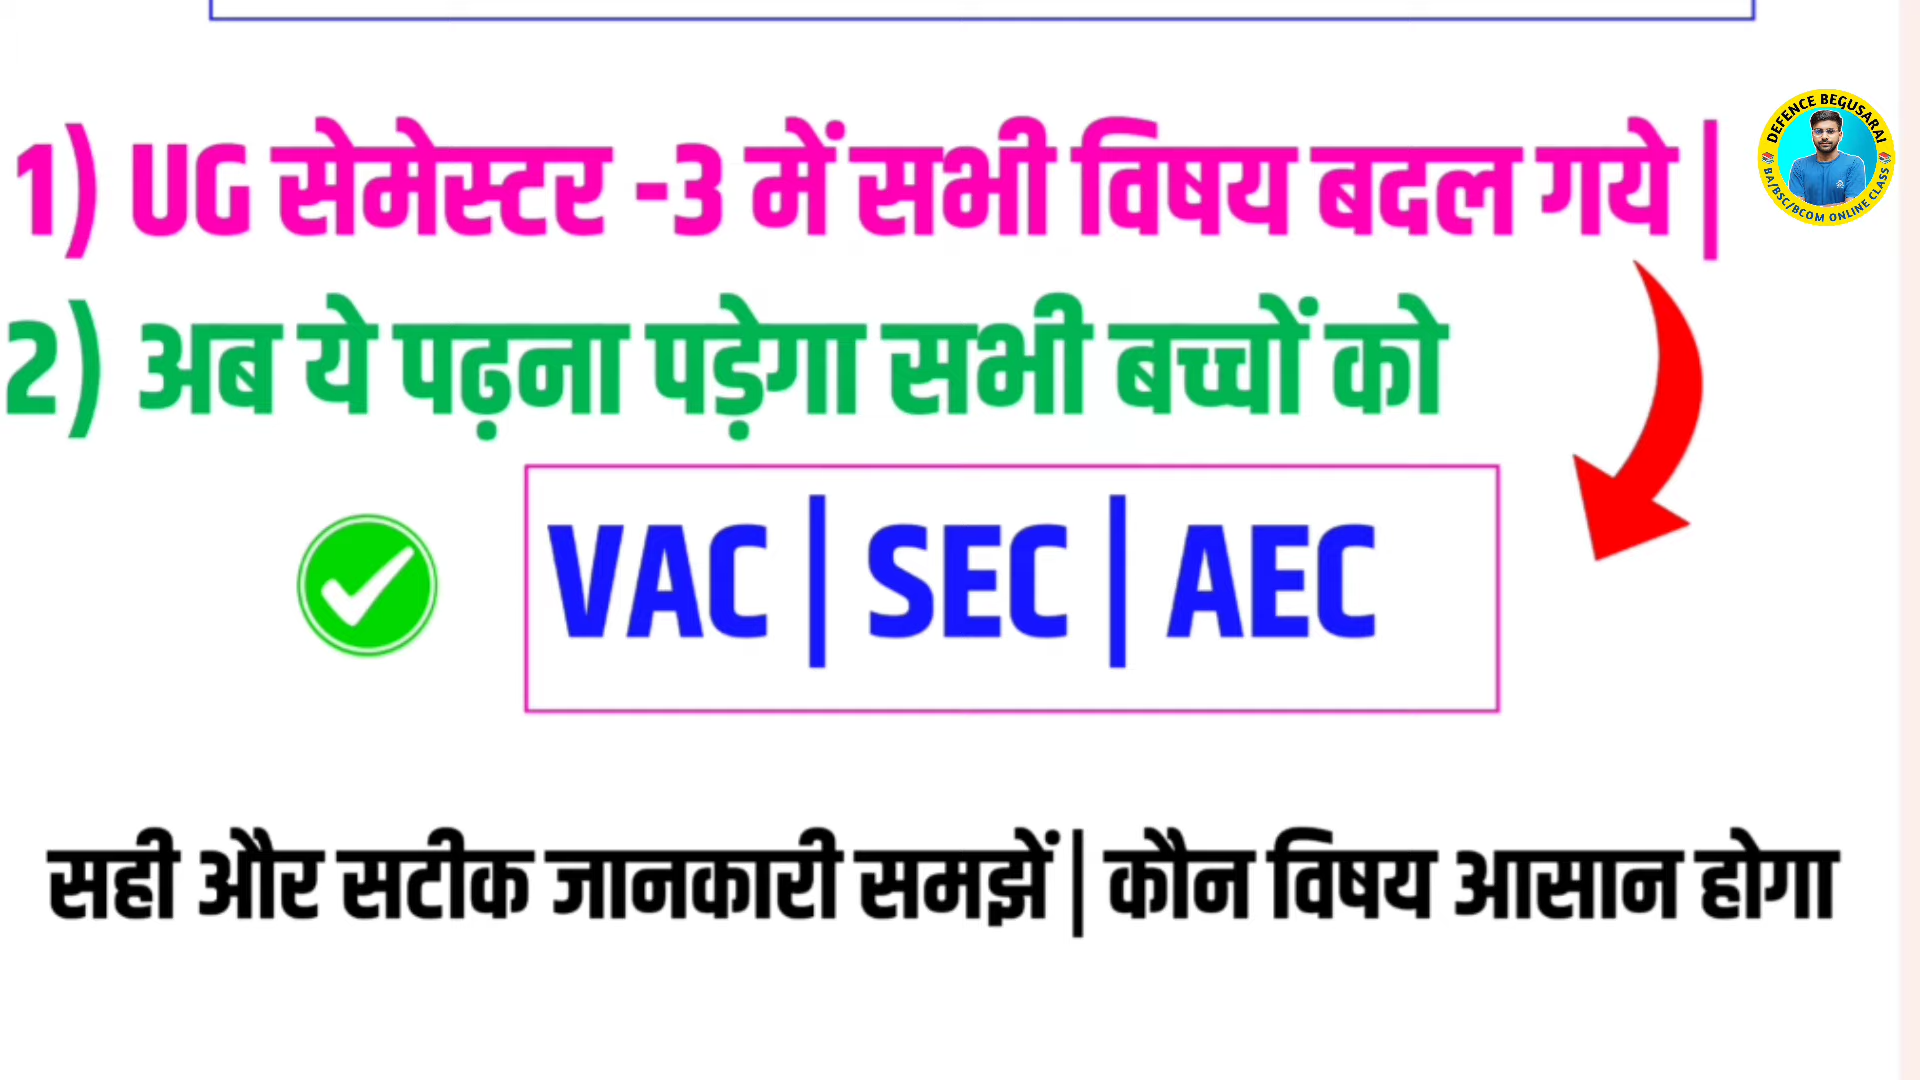 1) UG सेमेस्टर -3 में सभी विषय बदल गये |
DEFENCE BEGUSARAI
BA/BSC/BCOM ONLINE CLASS
2) अब ये पढ़ना पड़ेगा सभी बच्चों को
VAC | SEC | AEC
सही और सटीक जानकारी समझें | कौन विषय आसान होगा